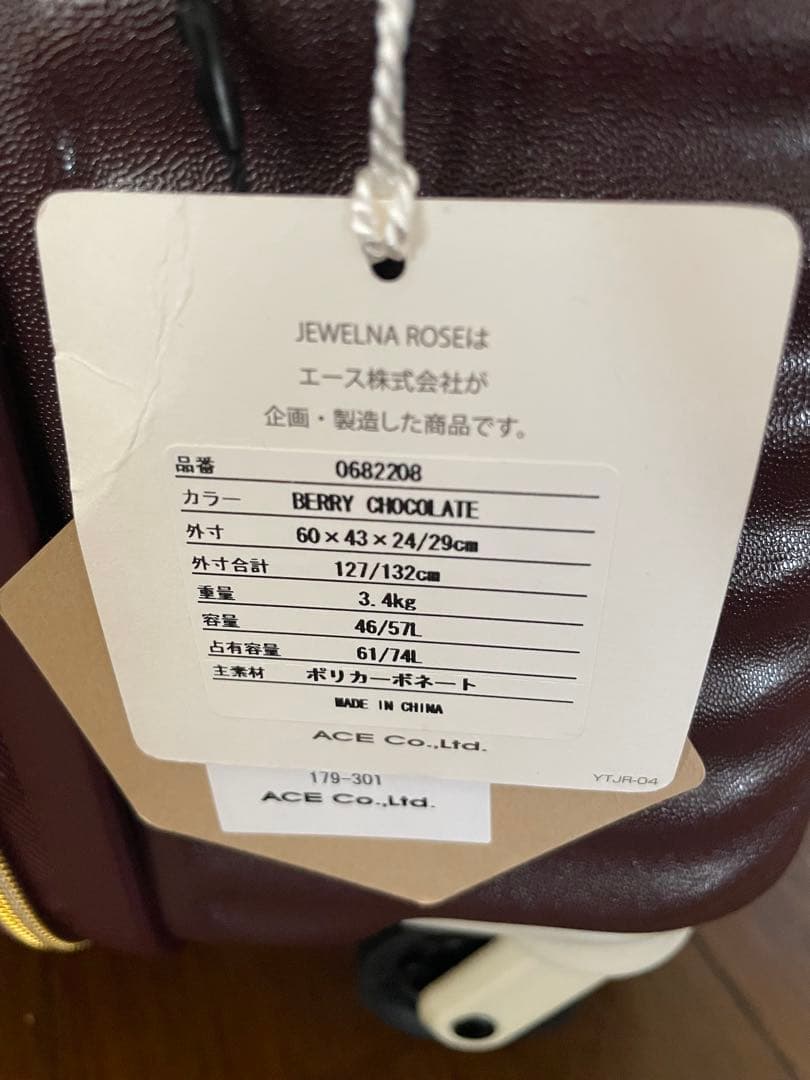 JEWELNA ROSEは
エース株式会社が
企画・製造した商品です。
品番 0682208
カラー BERRY CHOCOLATE
外寸 60×43×24/29cm
外寸合計 127/132cm
重量 3.4kg
容量 46/57L
占有容量 61/74L
主素材 ポリカーボネート
MADE IN CHINA
ACE Co.,Ltd.
YTJR-04
179-301
ACE Co.,Ltd.